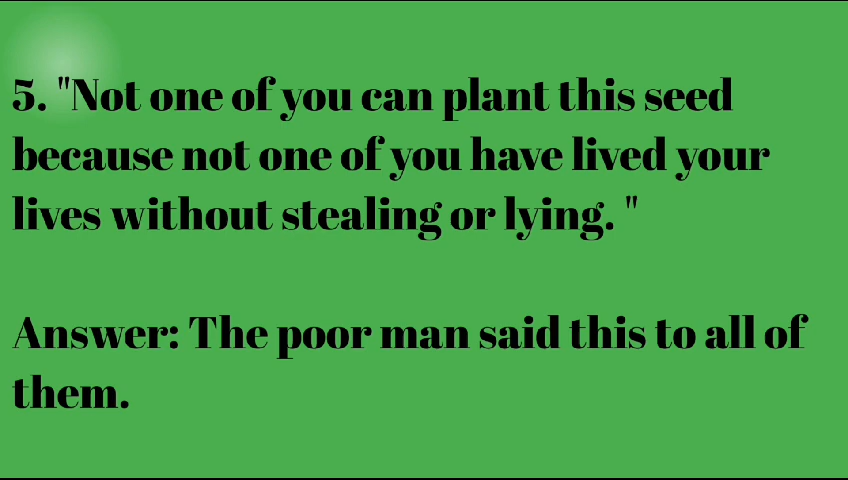 5. "Not one of you can plant this seed
because not one of you have lived your
lives without stealing or lying. "
Answer: The poor man said this to all of
them.